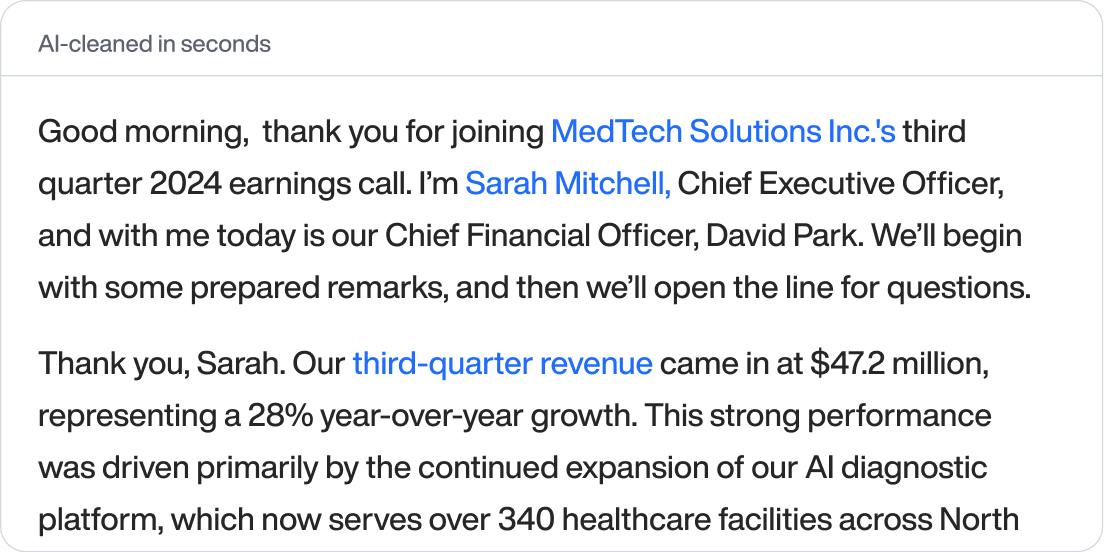 AI-cleaned in seconds
Good morning,  thank you for joining MedTech Solutions Inc.'s third
quarter 2024 earnings call. I’m Sarah Mitchell, Chief Executive Officer,
and with me today is our Chief Financial Officer, David Park. We’ll begin
with some prepared remarks, and then we’ll open the line for questions.
Thank you, Sarah. Our third-quarter revenue came in at $47.2 million,
representing a 28% year-over-year growth. This strong performance
was driven primarily by the continued expansion of our AI diagnostic
platform, which now serves over 340 healthcare facilities across North